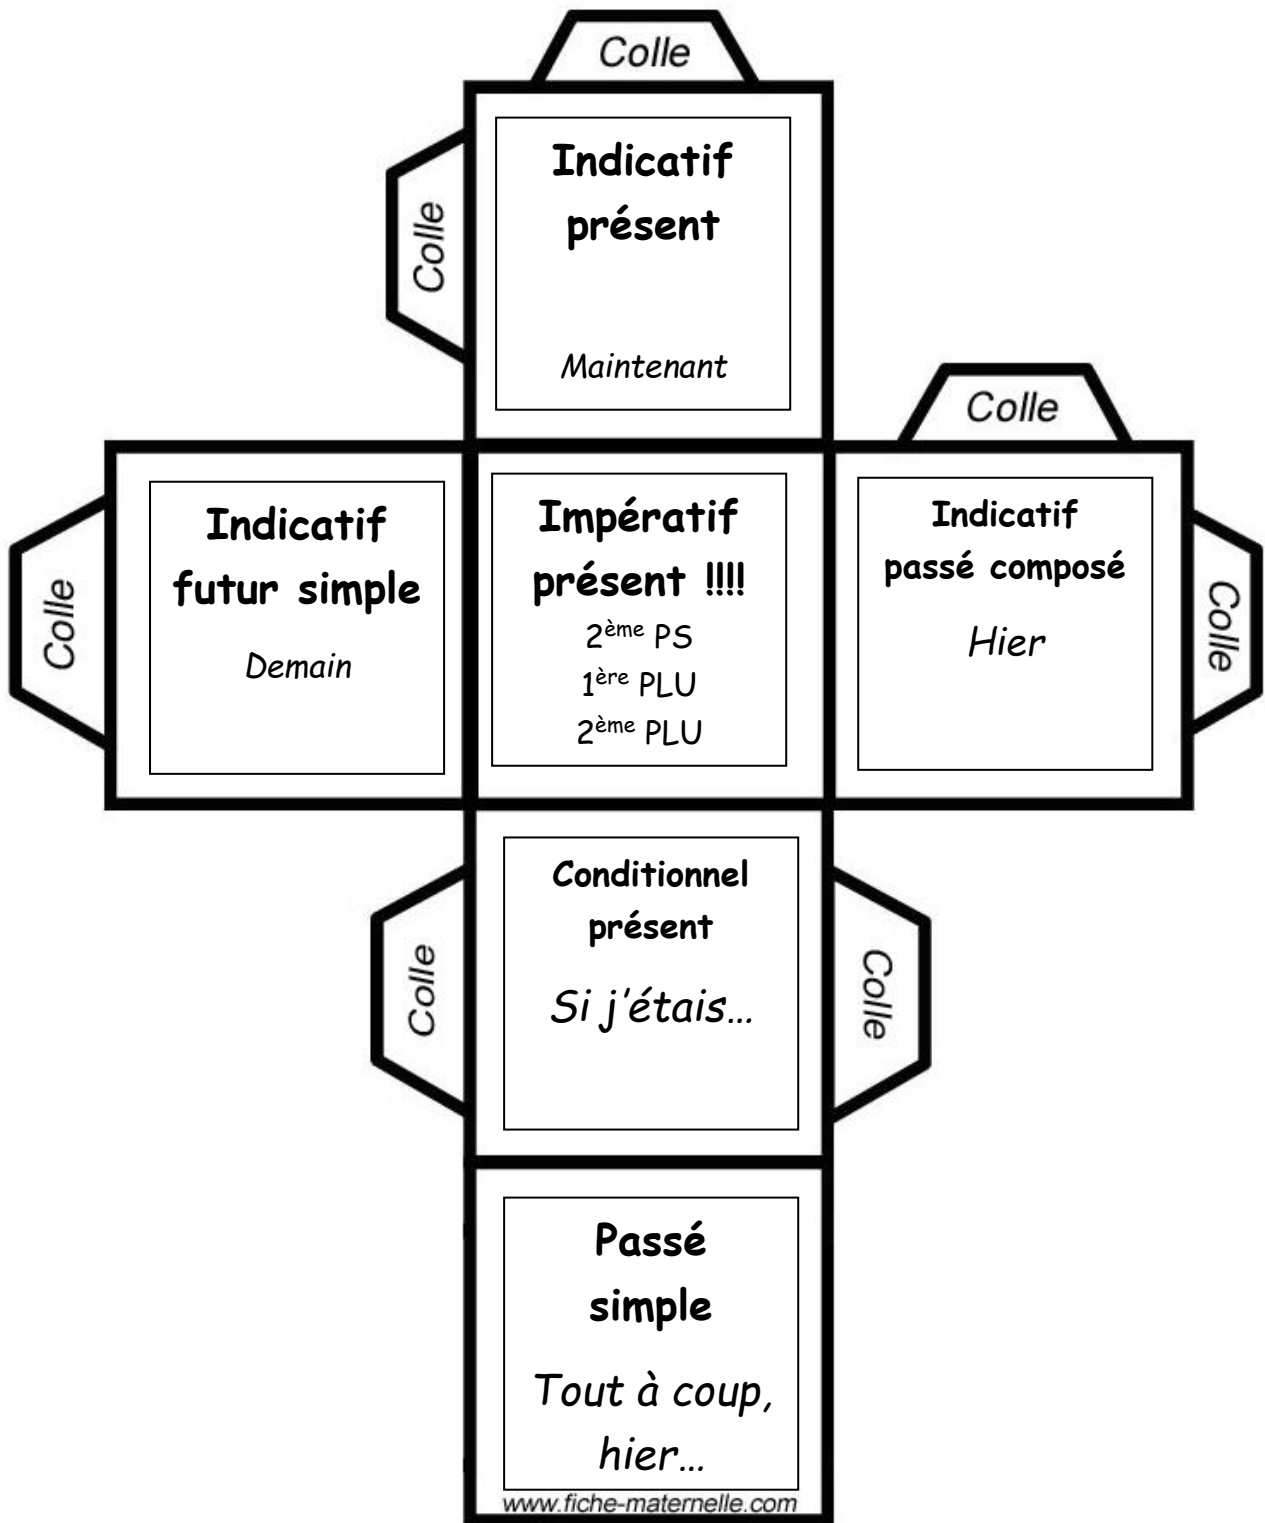 Colle
Colle
Indicatif
présent
Maintenant
Colle
Colle
Indicatif
futur simple
Demain
Impératif
présent !!!!
2ème PS
1ère PLU
2ème PLU
Indicatif
passé composé
Hier
Colle
Colle
Conditionnel
présent
Si j’étais…
Colle
Passé
simple
Tout à coup,
hier…
www.fiche-maternelle.com